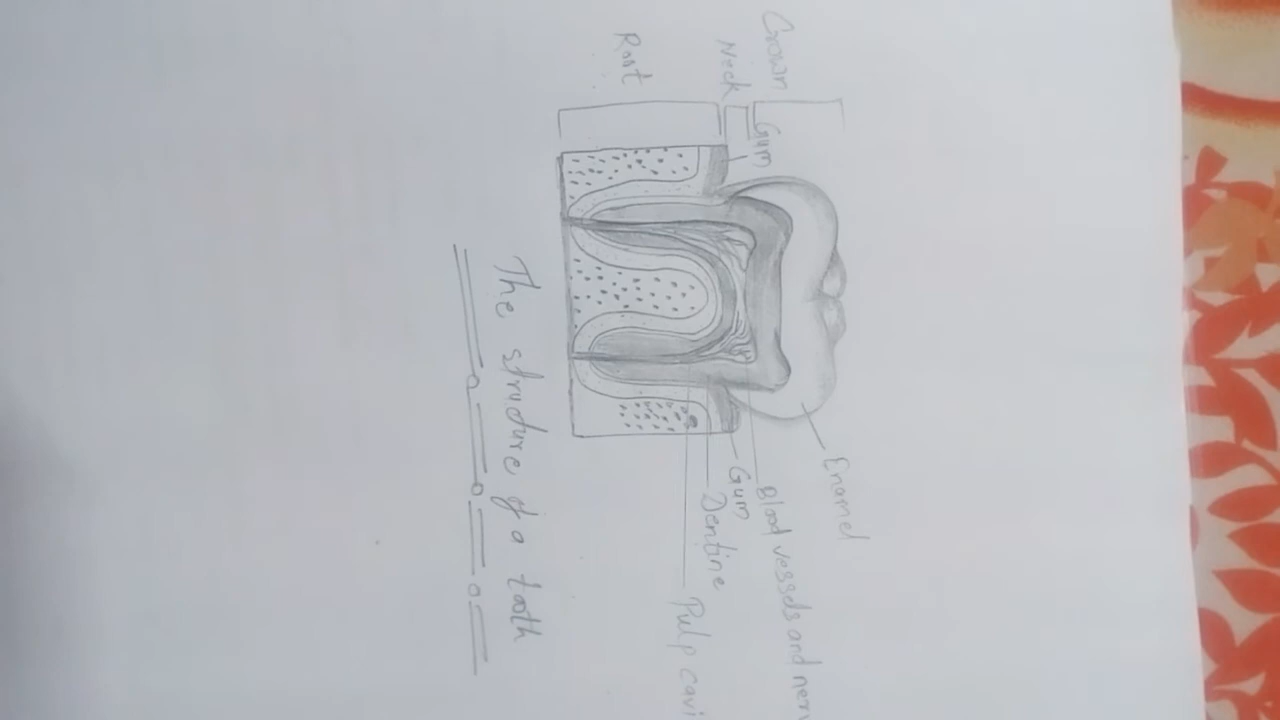 Crown
Neck
Gum
Root
Enamel
Blood vessels and nerv
Gum
Dentine
Pulp cavi
The structure of a tooth